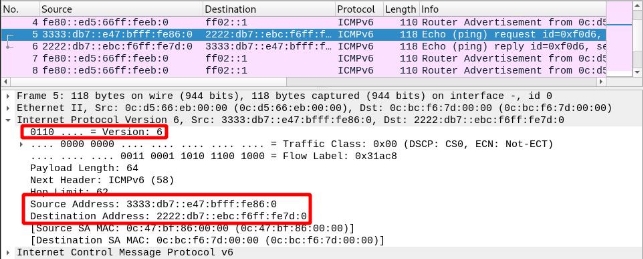 No. Source Destination Protocol Length Info
4 fe80::ed5:66ff:feeb:0 ff02::1 ICMPv6 110 Router Advertisement from 0c:d5
5 3333:db7::e47:bfff:fe86:0 2222:db7::ebc:f6ff:f… ICMPv6 118 Echo (ping) request id=0xf0d6,
6 2222:db7::ebc:f6ff:fe7d:0 3333:db7::e47:bfff:f… ICMPv6 118 Echo (ping) reply id=0xf0d6, se
7 fe80::ed5:66ff:feeb:0 ff02::1 ICMPv6 110 Router Advertisement from 0c:d5
8 fe80::ed5:66ff:feeb:0 ff02::1 ICMPv6 110 Router Advertisement from 0c:d5
Frame 5: 118 bytes on wire (944 bits), 118 bytes captured (944 bits) on interface -, id 0
Ethernet II, Src: 0c:d5:66:eb:00:00 (0c:d5:66:eb:00:00), Dst: 0c:bc:f6:7d:00:00 (0c:bc:f6:7d:00:00)
Internet Protocol Version 6, Src: 3333:db7::e47:bfff:fe86:0, Dst: 2222:db7::ebc:f6ff:fe7d:0
0110 .... = Version: 6
.... 0000 0000 .... .... .... .... .... = Traffic Class: 0x00 (DSCP: CS0, ECN: Not-ECT)
.... .... .... 0011 0001 1010 1100 1000 = Flow Label: 0x31ac8
Payload Length: 64
Next Header: ICMPv6 (58)
Hop Limit: 62
Source Address: 3333:db7::e47:bfff:fe86:0
Destination Address: 2222:db7::ebc:f6ff:fe7d:0
[Source SA MAC: 0c:47:bf:86:00:00 (0c:47:bf:86:00:00)]
[Destination SA MAC: 0c:bc:f6:7d:00:00 (0c:bc:f6:7d:00:00)]
Internet Control Message Protocol v6